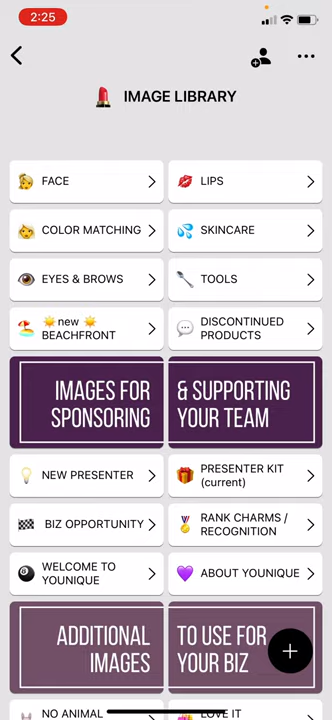 2:25
IMAGE LIBRARY
FACE
LIPS
COLOR MATCHING
SKINCARE
EYES & BROWS
TOOLS
new
BEACHFRONT
DISCONTINUED
PRODUCTS
IMAGES FOR
SPONSORING
& SUPPORTING
YOUR TEAM
NEW PRESENTER
PRESENTER KIT
(current)
BIZ OPPORTUNITY
RANK CHARMS /
RECOGNITION
WELCOME TO
YOUNIQUE
ABOUT YOUNIQUE
ADDITIONAL
IMAGES
TO USE FOR
YOUR BIZ
NO ANIMAL
LOVE IT